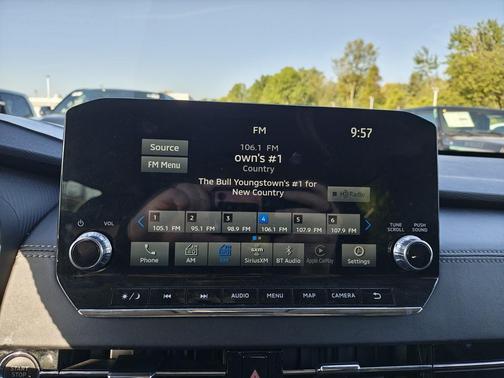 FM
9:57
Source
106.1 FM
own's #1
FM Menu
Country
The Bull Youngstown's #1 for
New Country
HD Radio
1 2 3 4 5 6
105.1 FM 95.1 FM 98.9 FM 106.1 FM 107.9 FM 107.9 FM
VOL
TUNE
SCROLL
PUSH
SOUND
sxm
Phone AM FM SiriusXM BT Audio Apple CarPlay Settings
AUDIO MENU MAP CAMERA
START
STOP